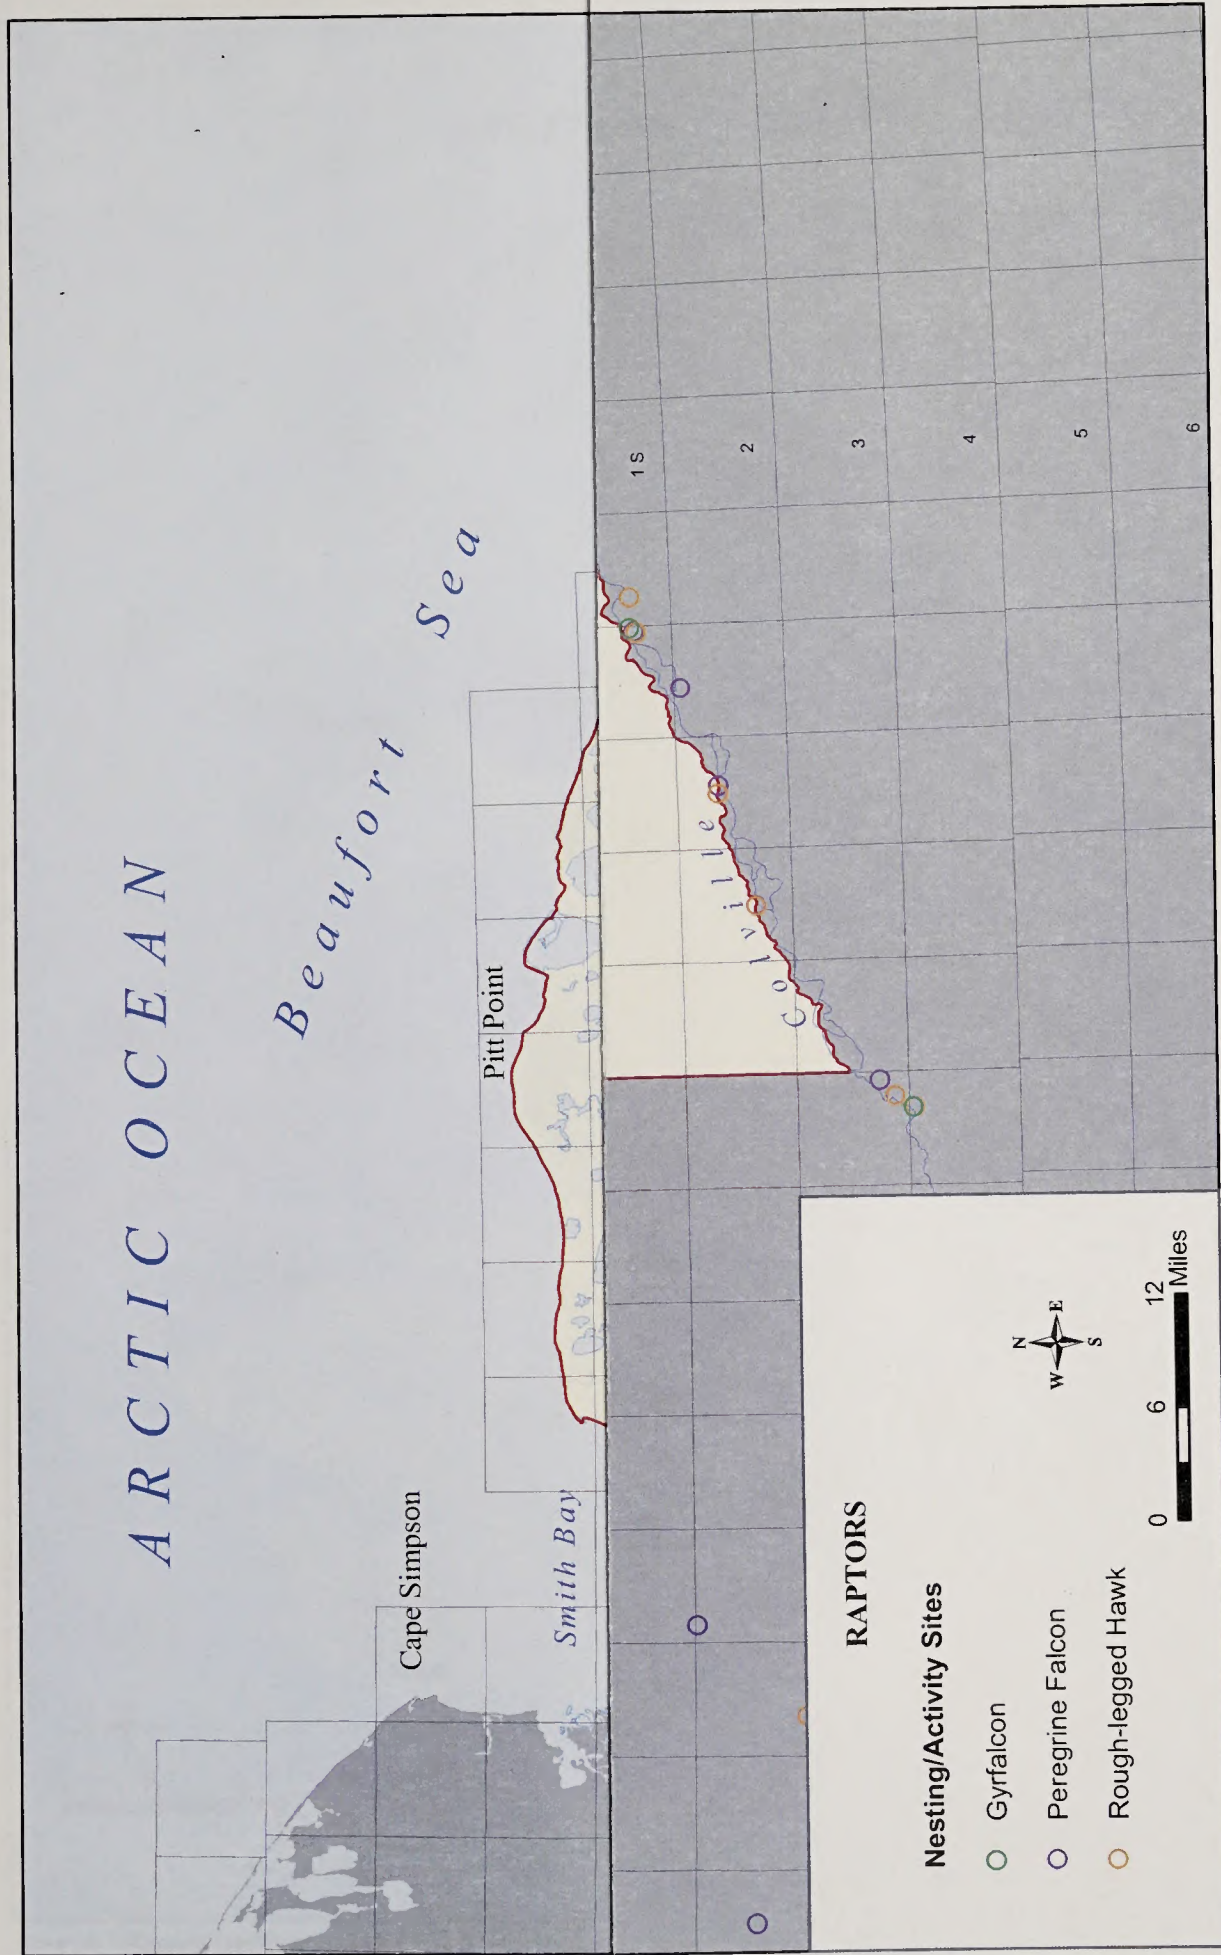 ARCTIC OCEAN
Beaufort Sea
Cape Simpson
Pitt Point
Smith Bay
1 S
2
Colville
3
4
5
6
RAPTORS
Nesting/Activity Sites
Gyrfalcon
Peregrine Falcon
Rough-legged Hawk
N
W
E
S
0
6
12
Miles